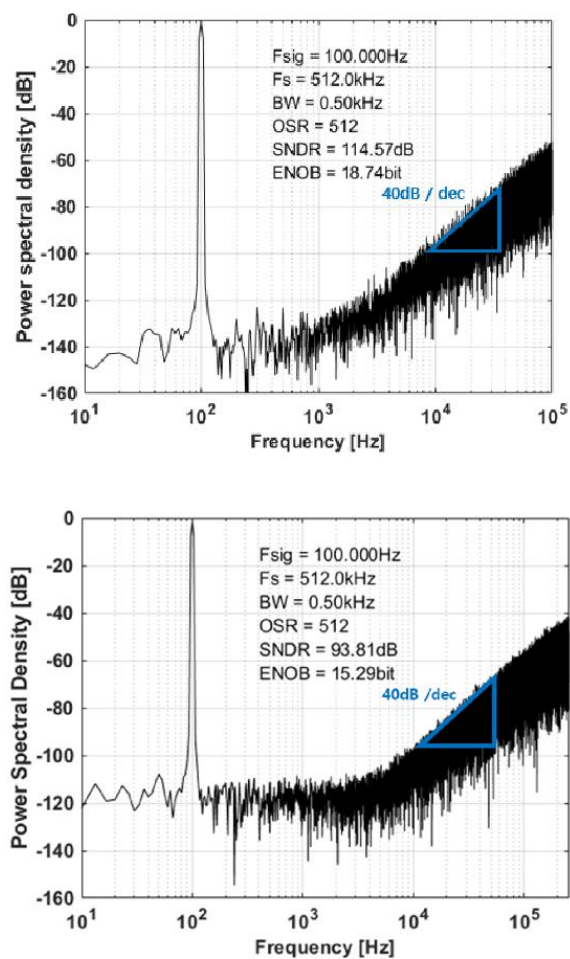 0
-20
-40
-60
-80
-100
-120
-140
-160
Power spectral density [dB]
Fsig = 100.000Hz
Fs = 512.0kHz
BW = 0.50kHz
OSR = 512
SNDR = 114.57dB
ENOB = 18.74bit
40dB / dec
10^1 10^2 10^3 10^4 10^5
Frequency [Hz]
0
-20
-40
-60
-80
-100
-120
-140
-160
Power Spectral Density [dB]
Fsig = 100.000Hz
Fs = 512.0kHz
BW = 0.50kHz
OSR = 512
SNDR = 93.81dB
ENOB = 15.29bit
40dB /dec
10^1 10^2 10^3 10^4 10^5
Frequency [Hz]